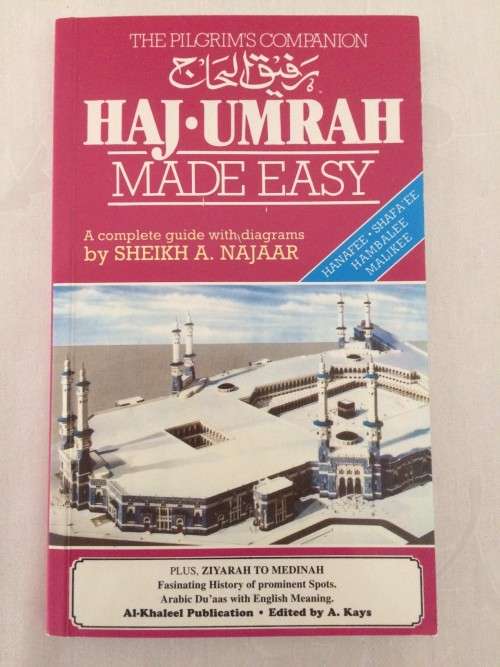 THE PILGRIM'S COMPANION
رفيق الحاج
HAJ•UMRAH
MADE EASY
A complete guide with diagrams
by SHEIKH A. NAJAAR
HANAFEE • SHAFA'EE
HAMBALEE
MALIKEE
PLUS, ZIYARAH TO MEDINAH
Fasinating History of prominent Spots.
Arabic Du'aas with English Meaning.
Al-Khaleel Publication • Edited by A. Kays